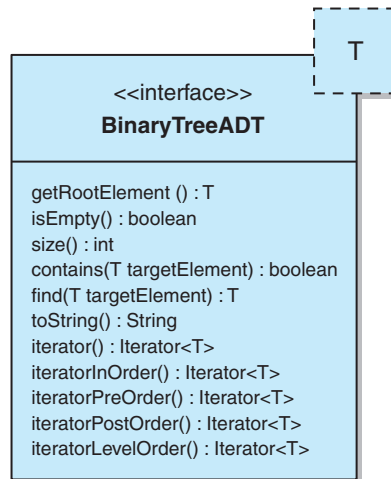 T
<<interface>>
BinaryTreeADT
getRootElement () : T
isEmpty() : boolean
size() : int
contains(T targetElement) : boolean
find(T targetElement) : T
toString() : String
iterator() : Iterator<T>
iteratorInOrder() : Iterator<T>
iteratorPreOrder() : Iterator<T>
iteratorPostOrder() : Iterator<T>
iteratorLevelOrder() : Iterator<T>